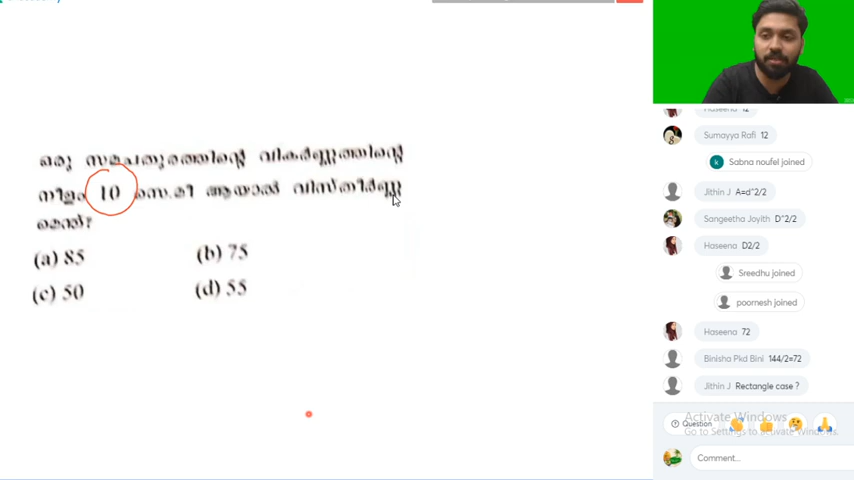 ഒരു സമചതുരത്തിന്റെ വികർണ്ണത്തിന്റെ
നീളം 10 സെ.മീ ആയാൽ വിസ്തീർണ്ണ
മെന്ത്?
(a) 85 (b) 75
(c) 50 (d) 55
Haseena 12
Sumayya Rafi 12
k Sabna noufel joined
Jithin J A=d^2/2
Sangeetha Joyith D^2/2
Haseena D2/2
Sreedhu joined
poornesh joined
Haseena 72
Binisha Pkd Bini 144/2=72
Jithin J Rectangle case ?
Activate Windows
Question
Go to Settings to activate Windows.
Comment...